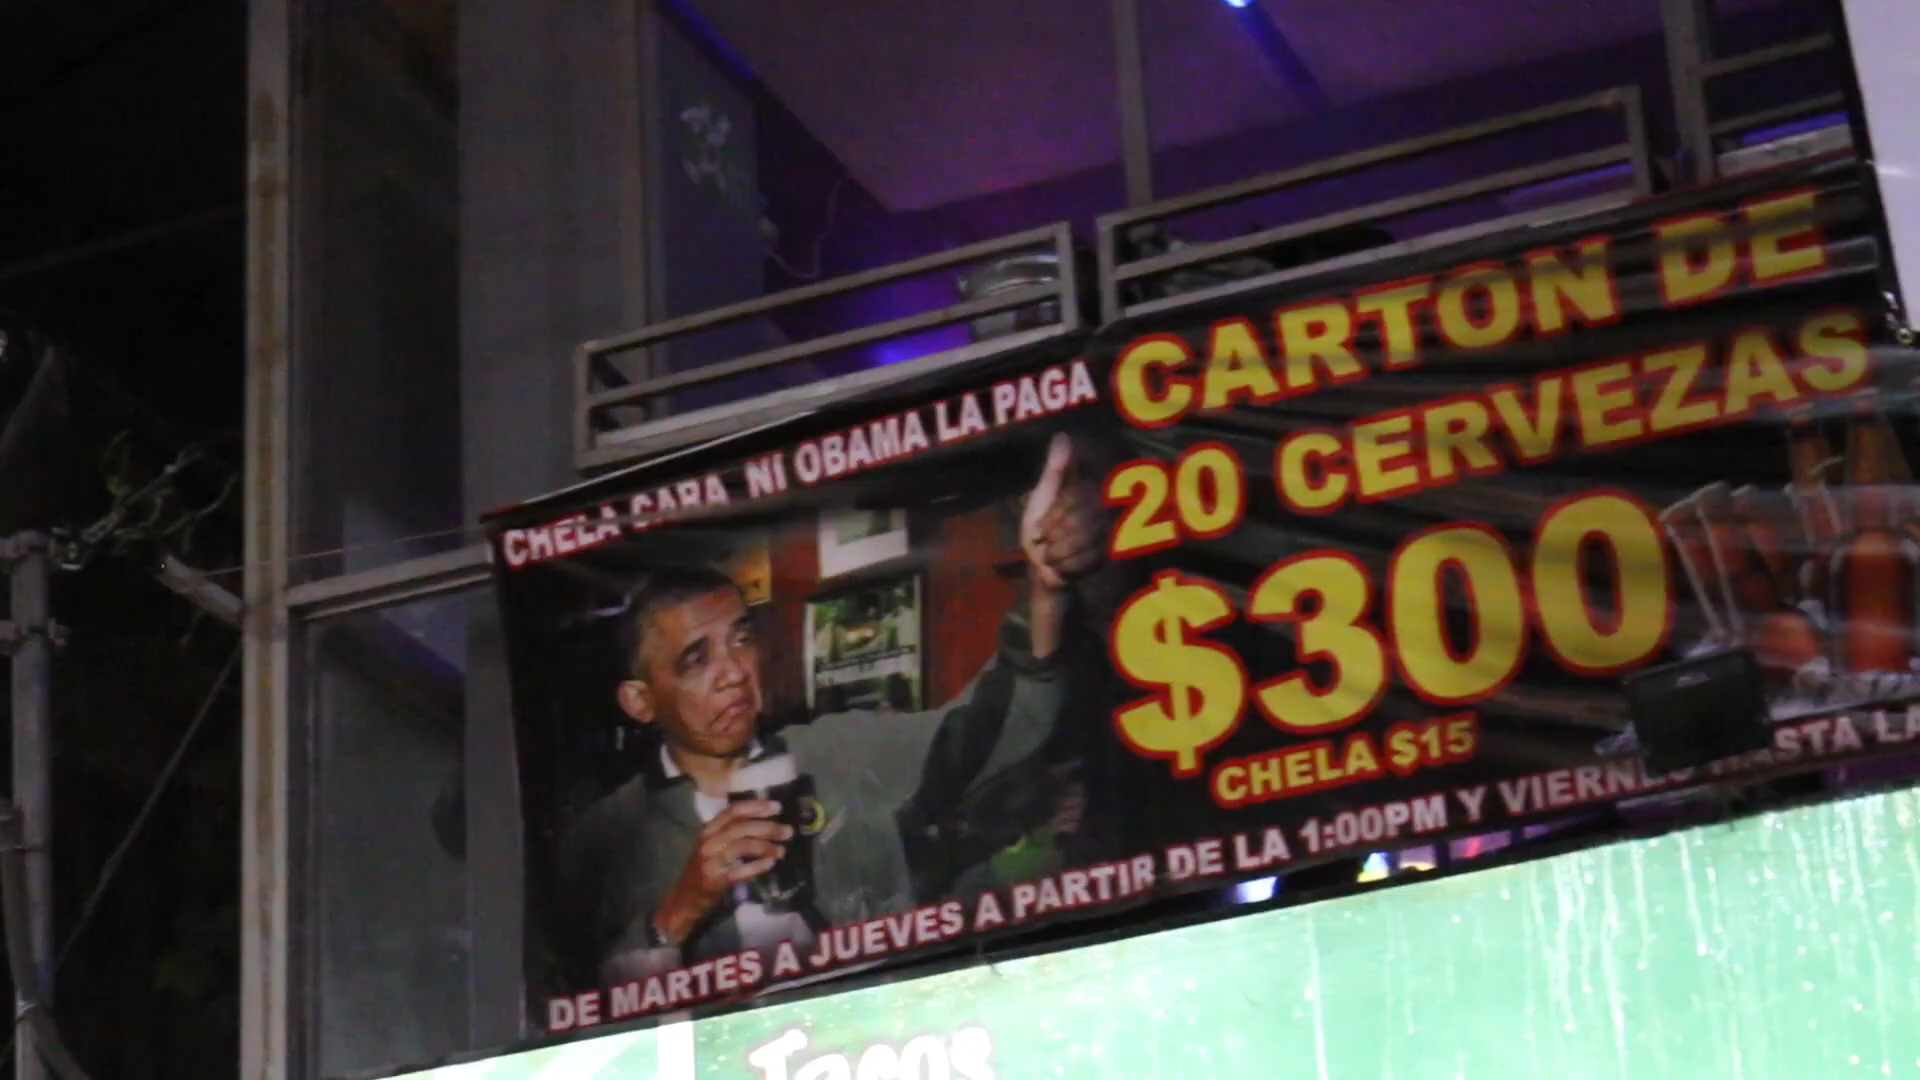 CHELA CARA NI OBAMA LA PAGA
CARTON DE
20 CERVEZAS
$300
CHELA $15
DE MARTES A JUEVES A PARTIR DE LA 1:00PM Y VIERNES HASTA LA
Tacos